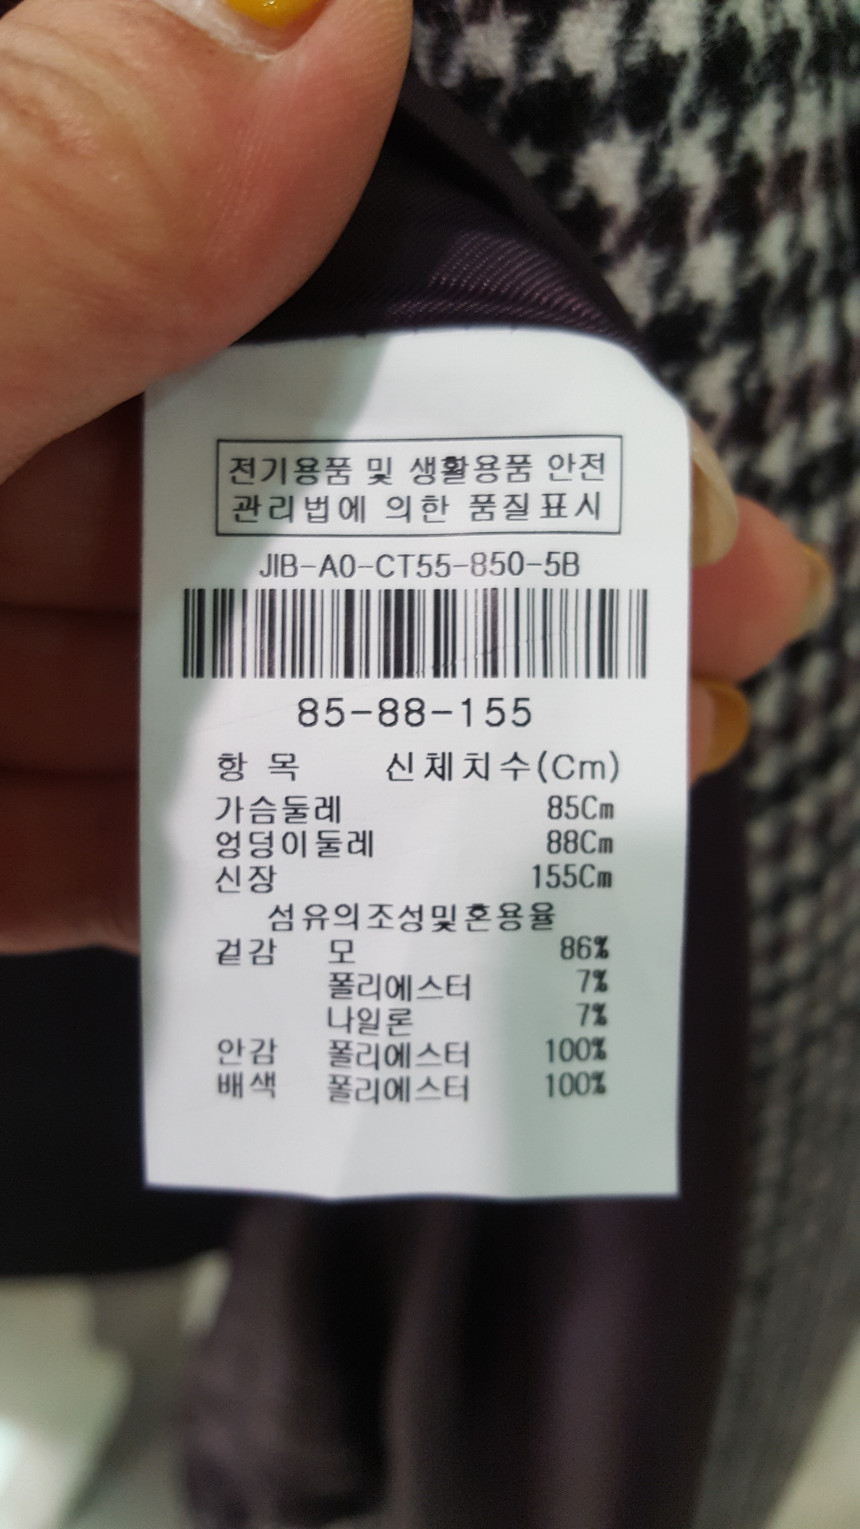 전기용품 및 생활용품 안전
관리법에 의한 품질표시
JIB-A0-CT55-850-5B
85-88-155
항 목 신체치수(Cm)
가슴둘레 85Cm
엉덩이둘레 88Cm
신장 155Cm
섬유의조성및혼용율
겉감 모 86%
폴리에스터 7%
나일론 7%
안감 폴리에스터 100%
배색 폴리에스터 100%